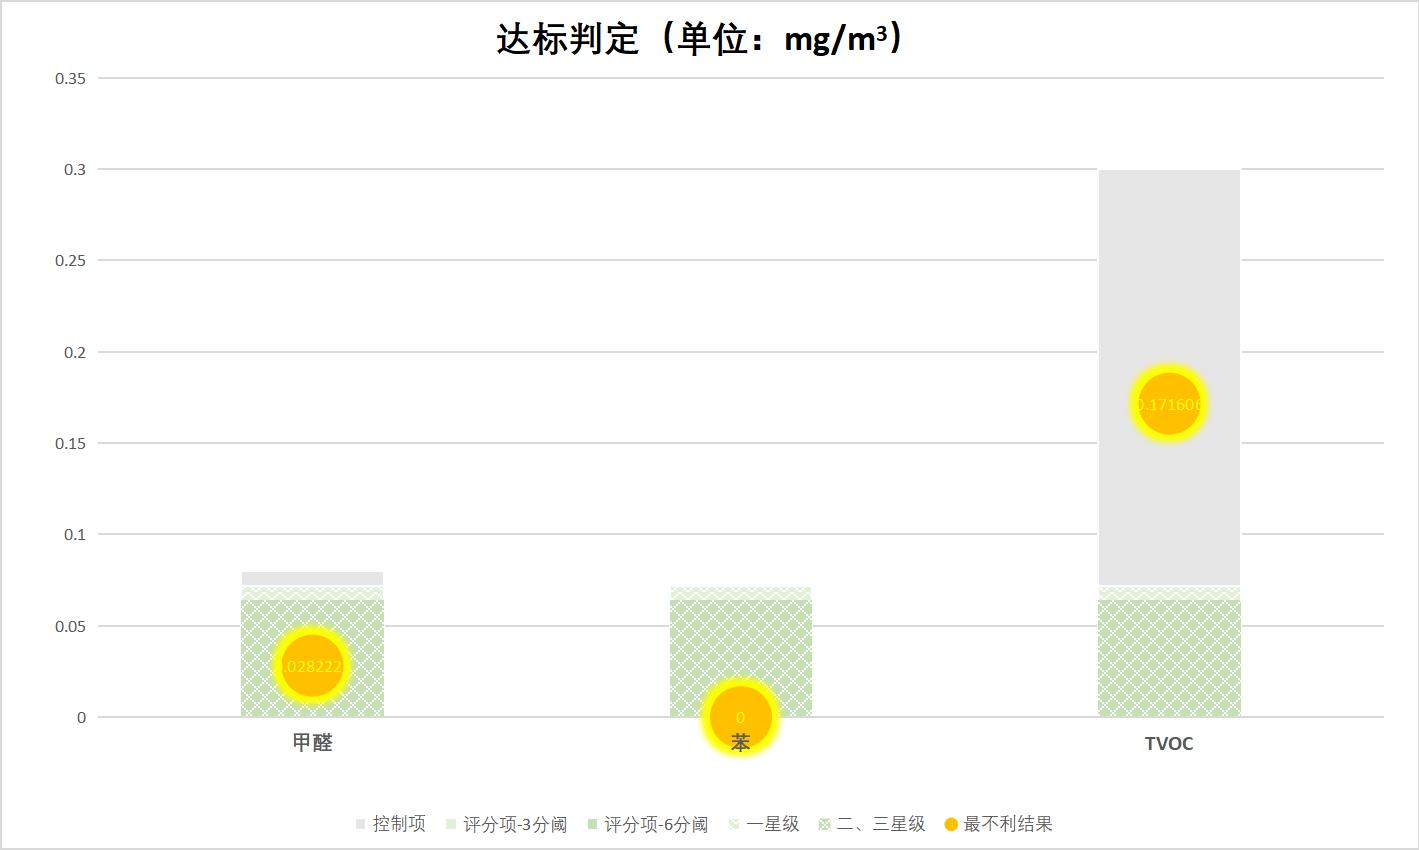 达标判定（单位：mg/m³）
0.35
0.3
0.25
0.2
0.15
0.1
0.05
0
0.171606
.028222
0
甲醛
苯
TVOC
控制项
评分项-3分阈
评分项-6分阈
一星级
二、三星级
最不利结果